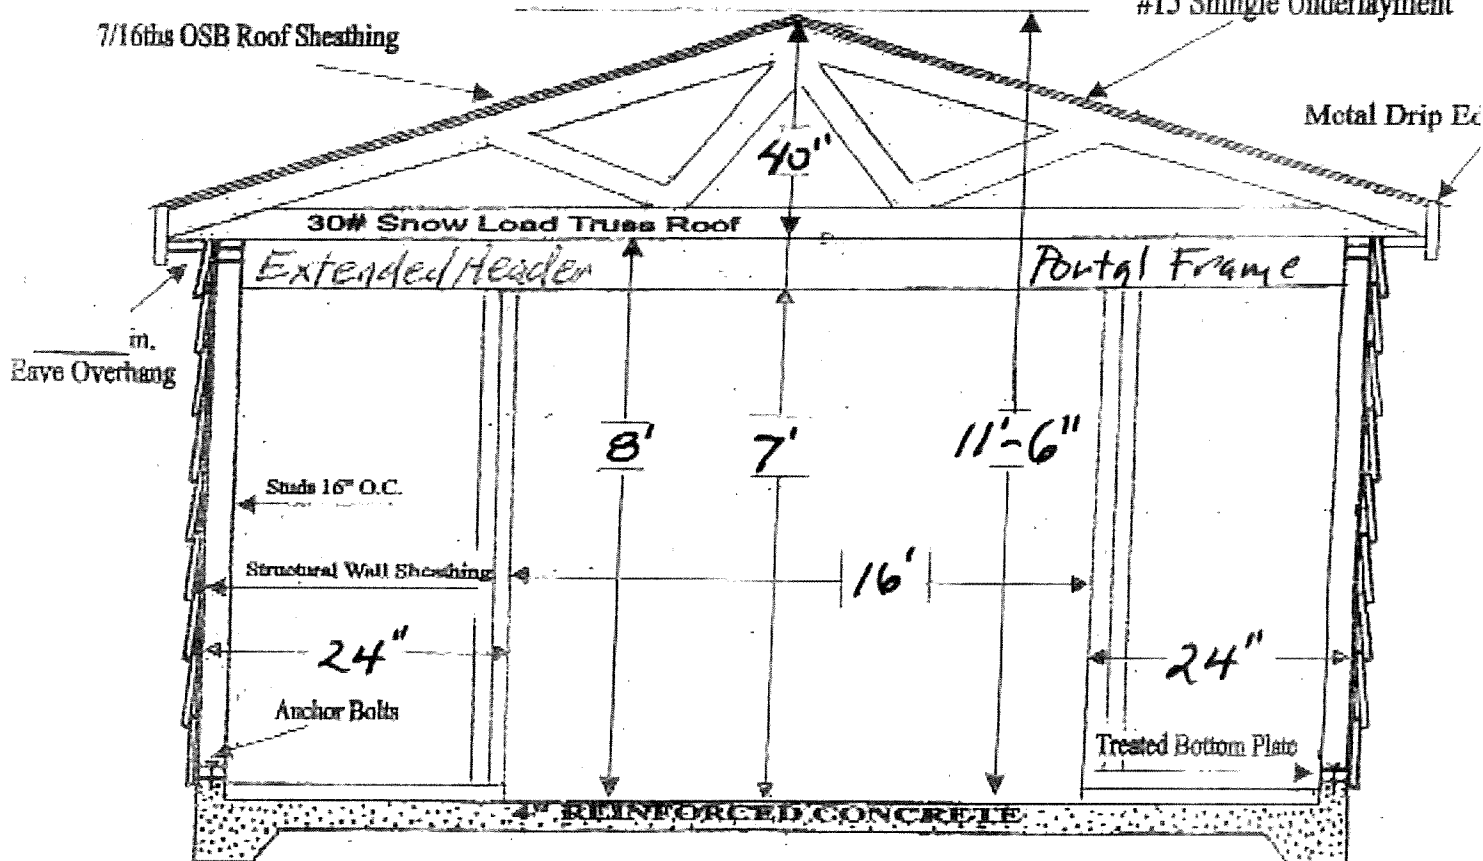 #15 Shingle Underlayment
7/16ths OSB Roof Sheathing
Metal Drip
40"
30# Snow Load Truss Roof
Extended Header
Portal Frame
in.
Eave Overhang
8'
7'
11'-6"
Studs 16" O.C.
Structural Wall Sheathing
16'
24"
24"
Anchor Bolts
Treated Bottom Plate
4" REINFORCED CONCRETE